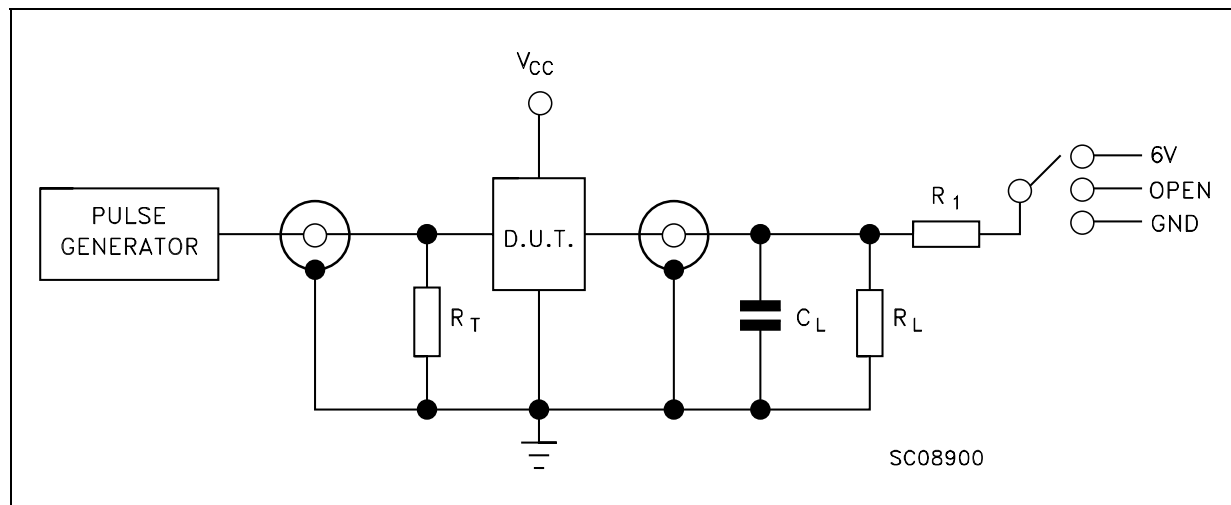 VCC
PULSE
GENERATOR
D.U.T.
RT
CL
RL
R1
6V
OPEN
GND
SC08900